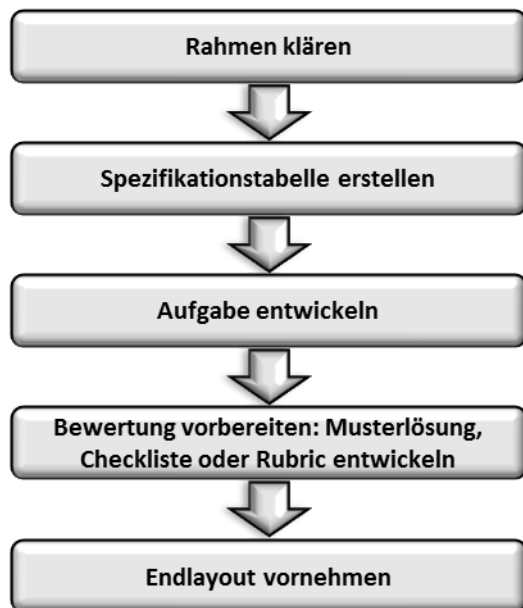 Rahmen klären
Spezifikationstabelle erstellen
Aufgabe entwickeln
Bewertung vorbereiten: Musterlösung,
Checkliste oder Rubric entwickeln
Endlayout vornehmen